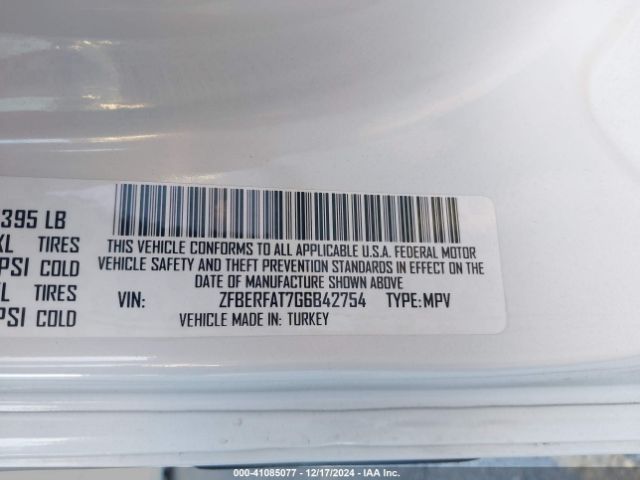 395 LB
XL TIRES
PSI COLD
XL TIRES
PSI COLD
THIS VEHICLE CONFORMS TO ALL APPLICABLE U.S.A. FEDERAL MOTOR
VEHICLE SAFETY AND THEFT PREVENTION STANDARDS IN EFFECT ON THE
DATE OF MANUFACTURE SHOWN ABOVE
VIN: ZFBERFAT7G6B42754 TYPE:MPV
VEHICLE MADE IN: TURKEY
000-41085077 - 12/17/2024 - IAA Inc.